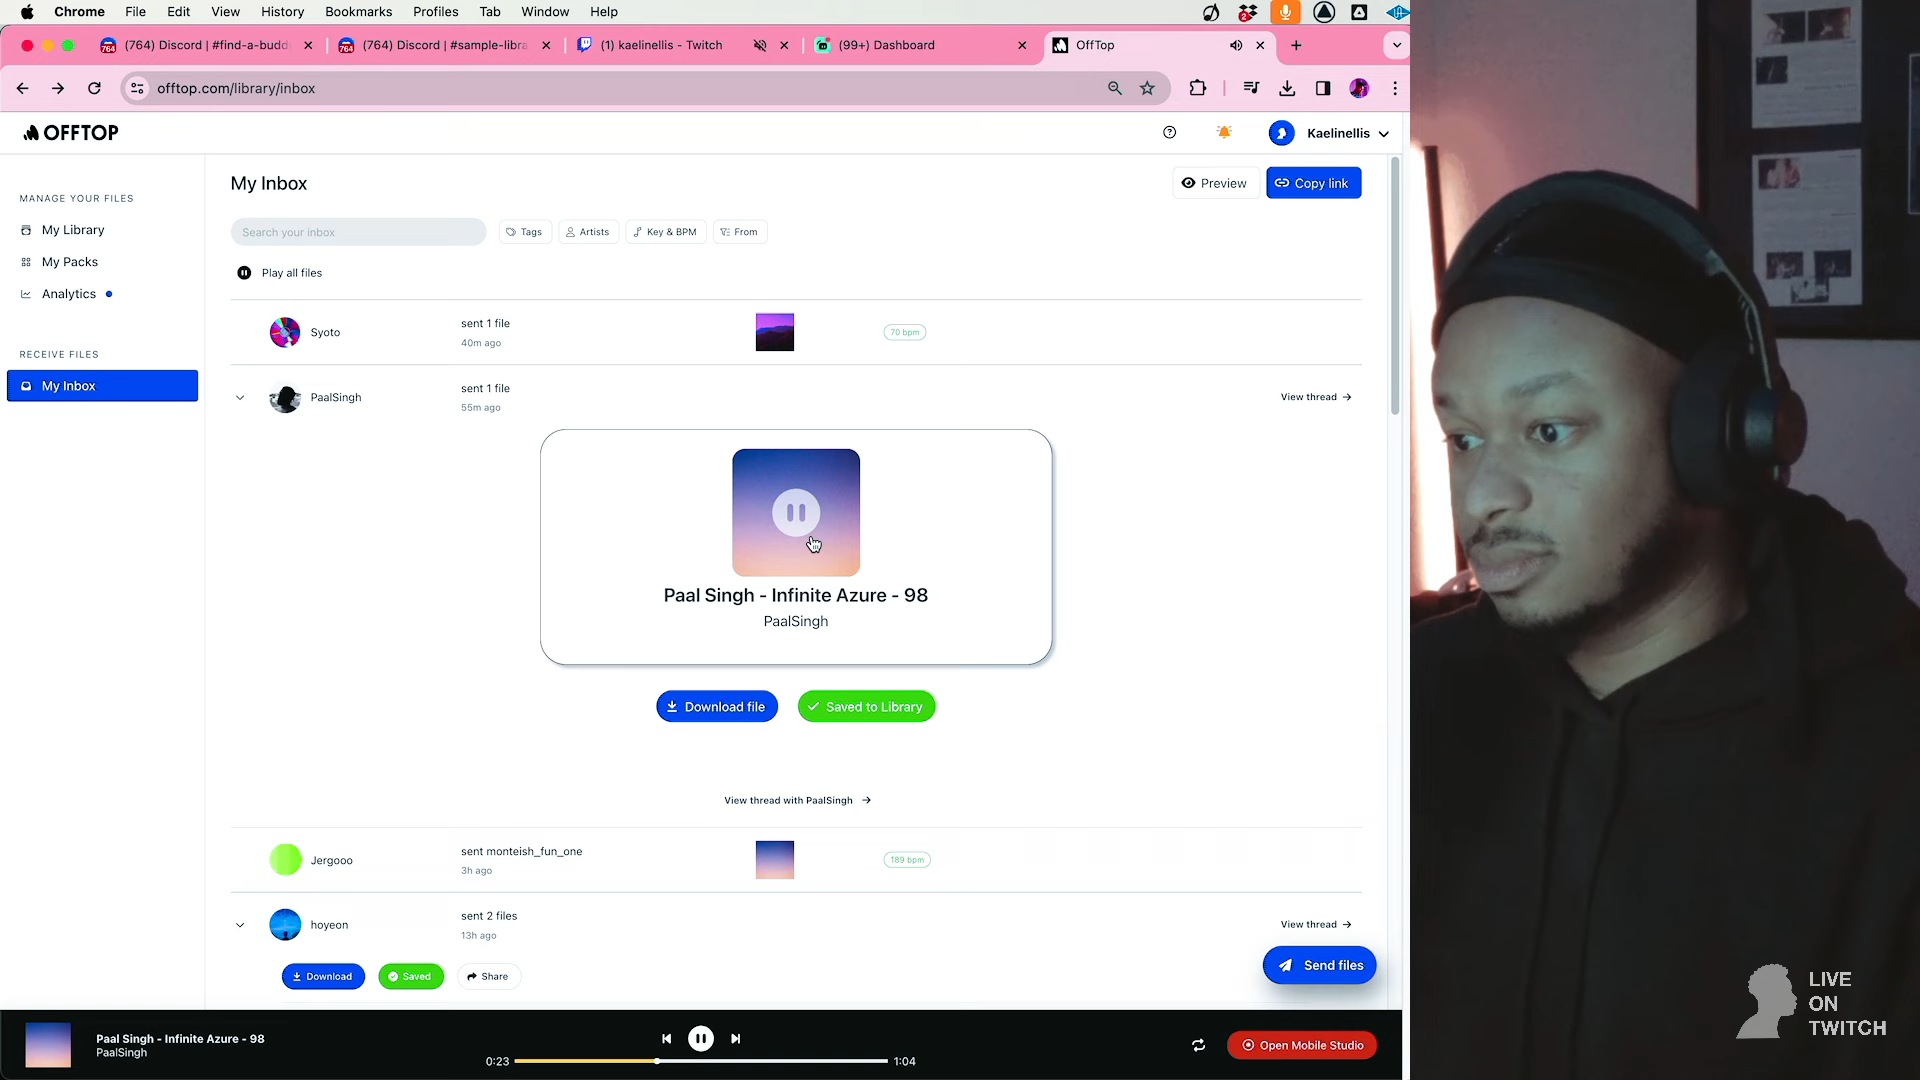 Chrome File Edit View History Bookmarks Profiles Tab Window Help
2
764 (764) Discord | #find-a-budd
764 (764) Discord | #sample-libra
(1) kaelinellis - Twitch
(99+) Dashboard
OffTop
offtop.com/library/inbox
OFFTOP
Kaelinellis
MANAGE YOUR FILES
My Library
My Packs
Analytics
RECEIVE FILES
My Inbox
My Inbox
Preview
Copy link
Search your inbox
Tags
Artists
Key & BPM
From
Play all files
Syoto
sent 1 file
40m ago
70 bpm
PaalSingh
sent 1 file
55m ago
View thread
Paal Singh - Infinite Azure - 98
PaalSingh
Download file
Saved to Library
View thread with PaalSingh
Jergooo
sent monteish_fun_one
3h ago
189 bpm
hoyeon
sent 2 files
13h ago
View thread
Download
Saved
Share
Send files
Paal Singh - Infinite Azure - 98
PaalSingh
0:23
1:04
Open Mobile Studio
LIVE
ON
TWITCH